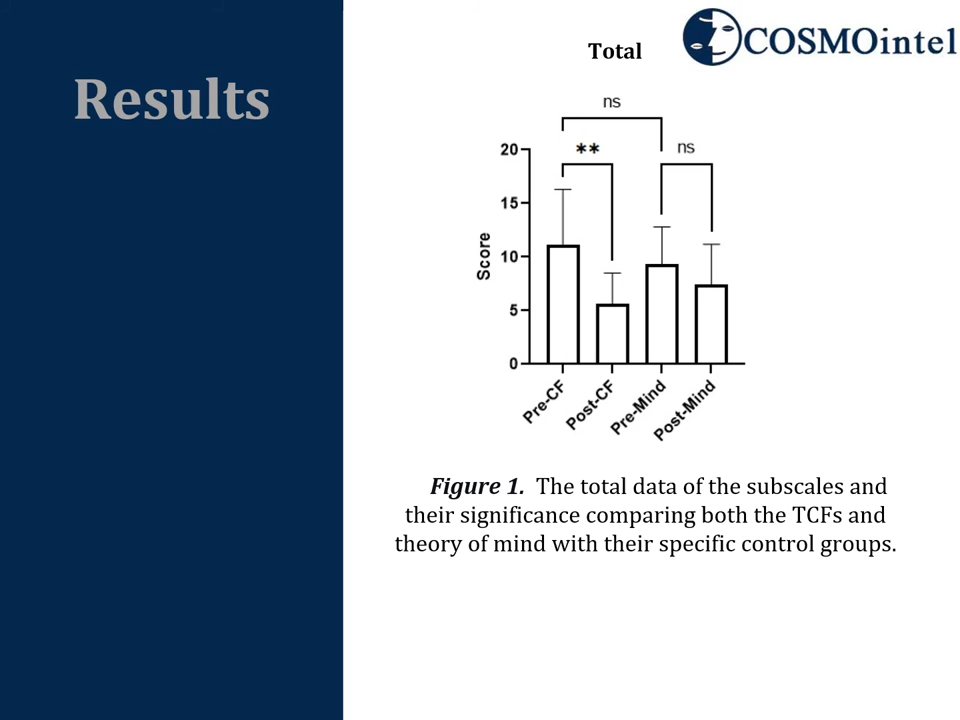 Results
COSMOintel
Total
ns
** ns
20
15
10
5
0
Score
Pre-CF
Post-CF
Pre-Mind
Post-Mind
Figure 1. The total data of the subscales and
their significance comparing both the TCFs and
theory of mind with their specific control groups.